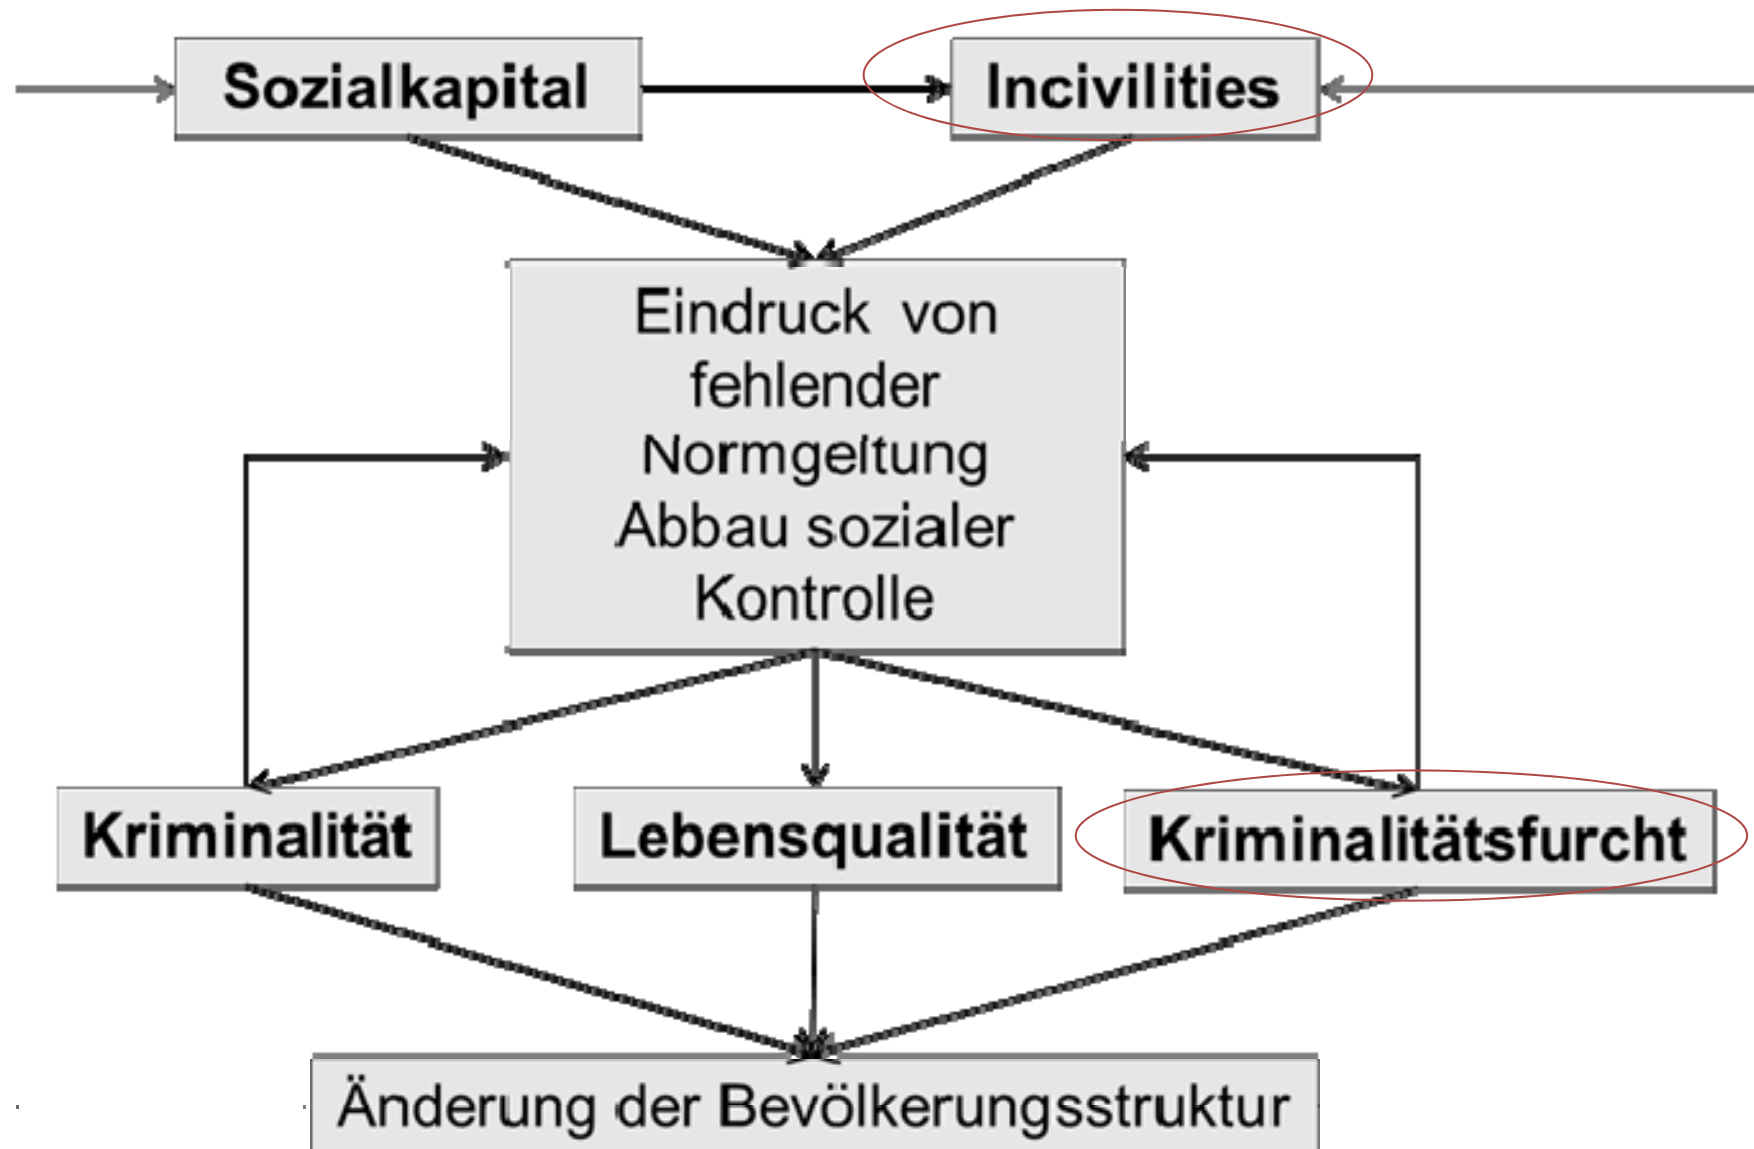 Sozialkapital
Incivilities
Eindruck von
fehlender
Normgeltung
Abbau sozialer
Kontrolle
Kriminalität
Lebensqualität
Kriminalitätsfurcht
Änderung der Bevölkerungsstruktur